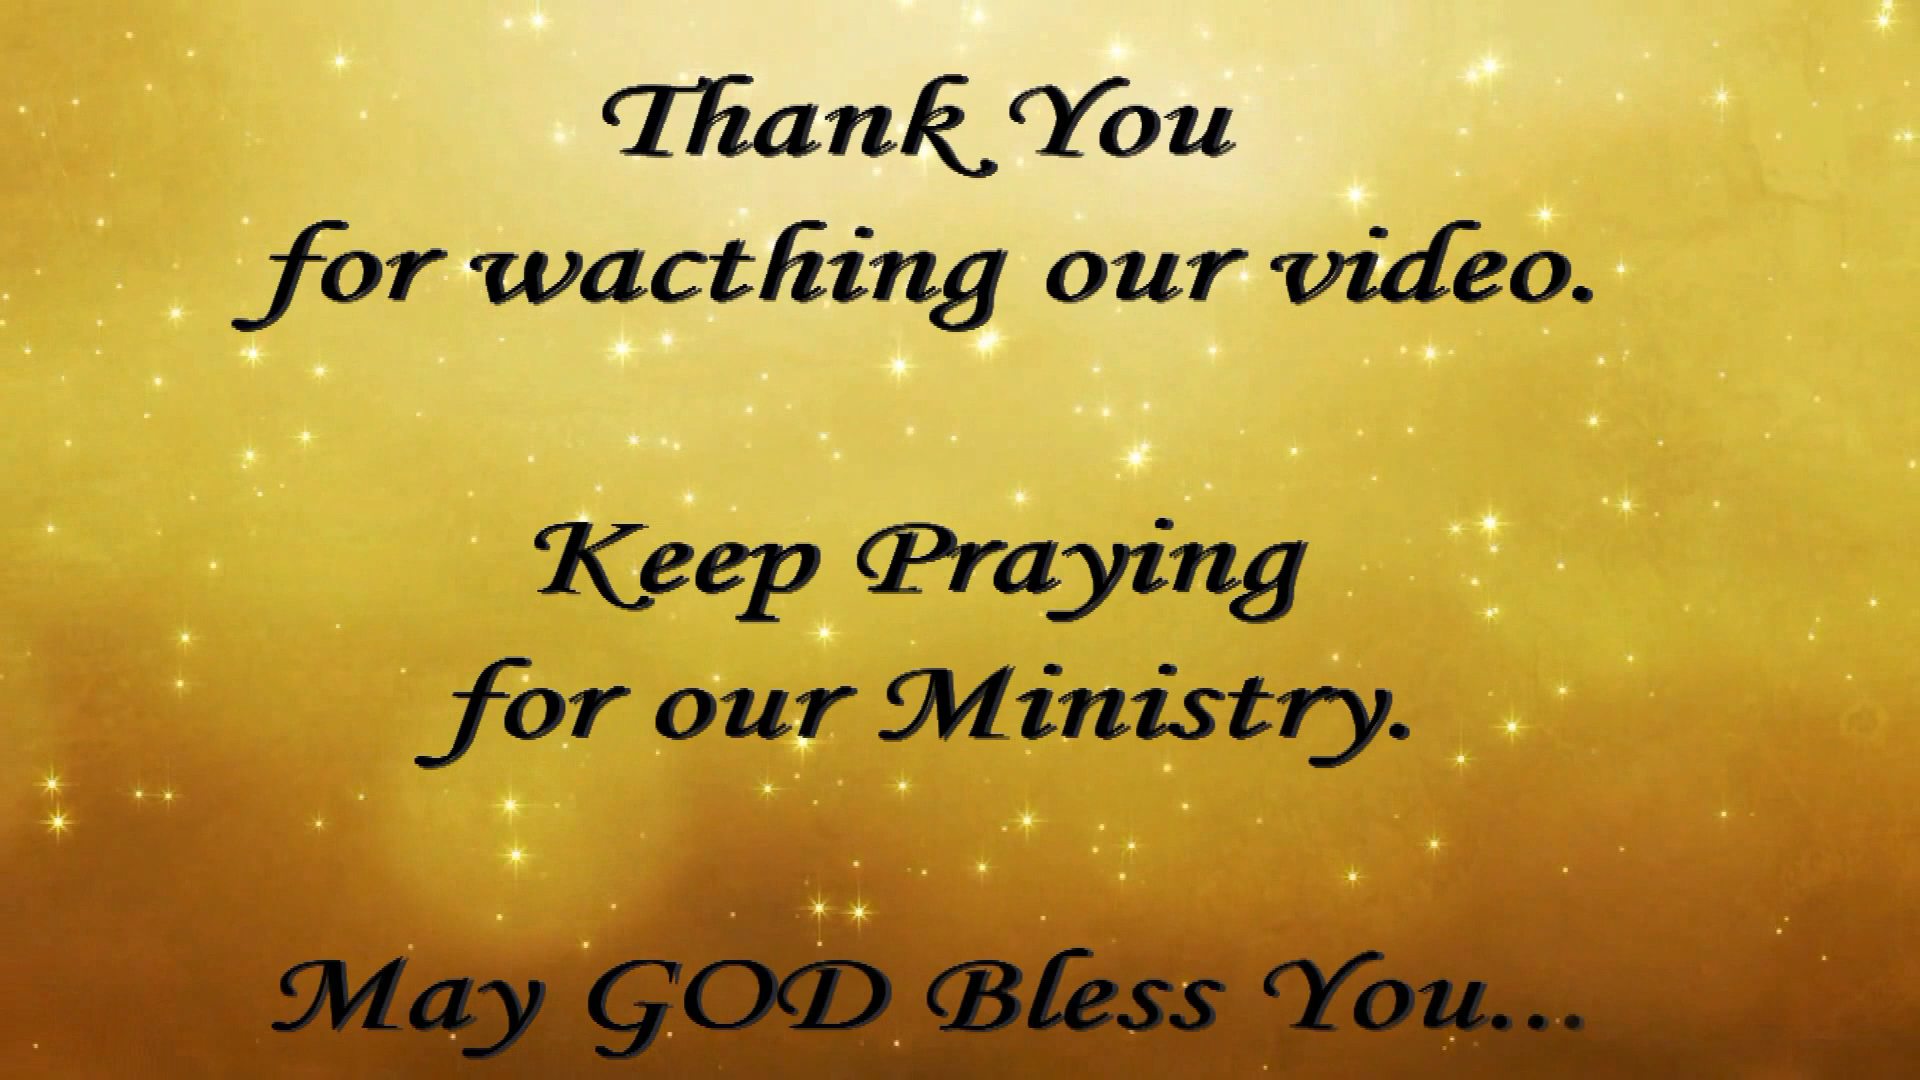 Thank You
for wacthing our video.
Keep Praying
for our Ministry.
May GOD Bless You...